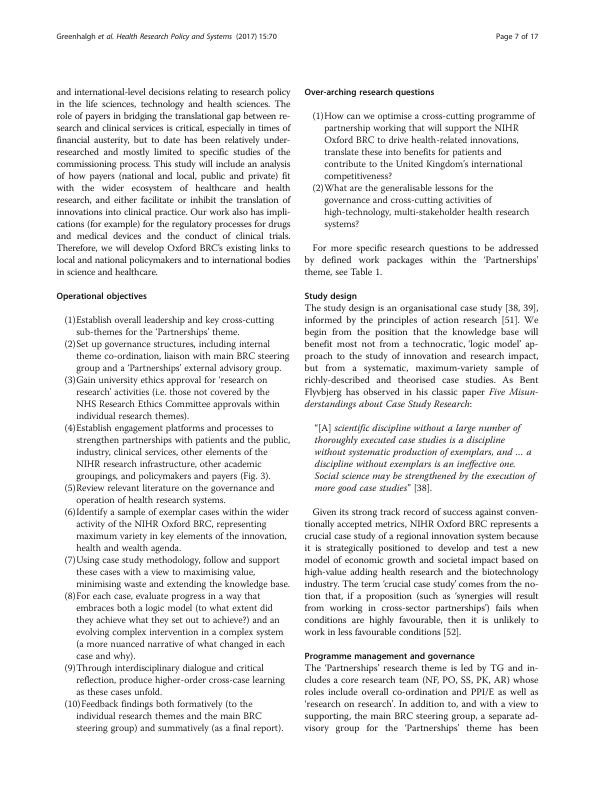 Greenhalgh et al. Health Research Policy and Systems (2017) 15:70
Page 7 of 17
and international-level decisions relating to research policy
in the life sciences, technology and health sciences. The
role of payers in bridging the translational gap between re-
search and clinical services is critical, especially in times of
financial austerity, but to date has been relatively under-
researched and mostly limited to specific studies of the
commissioning process. This study will include an analysis
of how payers (national and local, public and private) fit
with the wider ecosystem of healthcare and health
research, and either facilitate or inhibit the translation of
innovations into clinical practice. Our work also has impli-
cations (for example) for the regulatory processes for drugs
and medical devices and the conduct of clinical trials.
Therefore, we will develop Oxford BRC's existing links to
local and national policymakers and to international bodies
in science and healthcare.
Operational objectives
(1)Establish overall leadership and key cross-cutting
sub-themes for the 'Partnerships' theme.
(2)Set up governance structures, including internal
theme co-ordination, liaison with main BRC steering
group and a 'Partnerships' external advisory group.
(3)Gain university ethics approval for 'research on
research' activities (i.e. those not covered by the
NHS Research Ethics Committee approvals within
individual research themes).
(4)Establish engagement platforms and processes to
strengthen partnerships with patients and the public,
industry, clinical services, other elements of the
NIHR research infrastructure, other academic
groupings, and policymakers and payers (Fig. 3).
(5)Review relevant literature on the governance and
operation of health research systems.
(6)Identify a sample of exemplar cases within the wider
activity of the NIHR Oxford BRC, representing
maximum variety in key elements of the innovation,
health and wealth agenda.
(7)Using case study methodology, follow and support
these cases with a view to maximising value,
minimising waste and extending the knowledge base.
(8)For each case, evaluate progress in a way that
embraces both a logic model (to what extent did
they achieve what they set out to achieve?) and an
evolving complex intervention in a complex system
(a more nuanced narrative of what changed in each
case and why).
(9)Through interdisciplinary dialogue and critical
reflection, produce higher-order cross-case learning
as these cases unfold.
(10)Feedback findings both formatively (to the
individual research themes and the main BRC
steering group) and summatively (as a final report).
Over-arching research questions
(1)How can we optimise a cross-cutting programme of
partnership working that will support the NIHR
Oxford BRC to drive health-related innovations,
translate these into benefits for patients and
contribute to the United Kingdom's international
competitiveness?
(2)What are the generalisable lessons for the
governance and cross-cutting activities of
high-technology, multi-stakeholder health research
systems?
For more specific research questions to be addressed
by defined work packages within the 'Partnerships'
theme, see Table 1.
Study design
The study design is an organisational case study [38, 39],
informed by the principles of action research [51]. We
begin from the position that the knowledge base will
benefit most not from a technocratic, 'logic model' ap-
proach to the study of innovation and research impact,
but from a systematic, maximum-variety sample of
richly-described and theorised case studies. As Bent
Flyvbjerg has observed in his classic paper Five Misun-
derstandings about Case Study Research:
"[A] scientific discipline without a large number of
thoroughly executed case studies is a discipline
without systematic production of exemplars, and … a
discipline without exemplars is an ineffective one.
Social science may be strengthened by the execution of
more good case studies" [38].
Given its strong track record of success against conven-
tionally accepted metrics, NIHR Oxford BRC represents a
crucial case study of a regional innovation system because
it is strategically positioned to develop and test a new
model of economic growth and societal impact based on
high-value adding health research and the biotechnology
industry. The term 'crucial case study' comes from the no-
tion that, if a proposition (such as 'synergies will result
from working in cross-sector partnerships') fails when
conditions are highly favourable, then it is unlikely to
work in less favourable conditions [52].
Programme management and governance
The 'Partnerships' research theme is led by TG and in-
cludes a core research team (NF, PO, SS, PK, AR) whose
roles include overall co-ordination and PPI/E as well as
'research on research'. In addition to, and with a view to
supporting, the main BRC steering group, a separate ad-
visory group for the 'Partnerships' theme has been